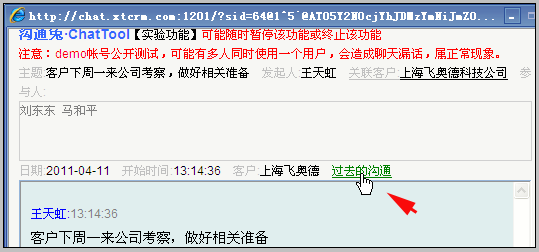 http://chat.xtcrm.com:1201/?sid=64@1^5`@ATO5Y2NOcjYhJDMzYmNiJmZO...
沟通兔·ChatTool【实验功能】可能随时暂停该功能或终止该功能
注意：demo帐号公开测试，可能有多人同时使用一个用户，会造成聊天漏话，属正常现象。
主题:客户下周一来公司考察，做好相关准备 发起人:王天虹 关联客户:上海飞奥德科技公司 参
与人:
刘东东 马和平
日期:2011-04-11 开始时间:13:14:36 客户:上海飞奥德 过去的沟通
王天虹:13:14:36
客户下周一来公司考察，做好相关准备